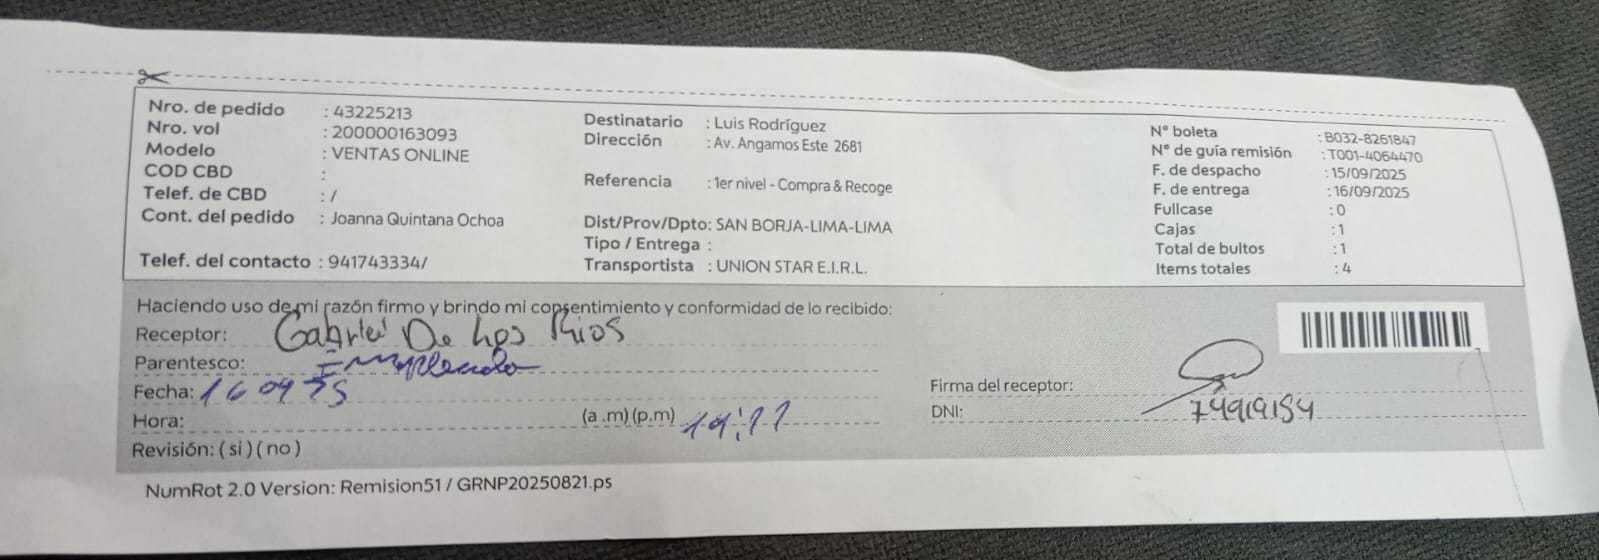 Nro. de pedido : 43225213
Nro. vol : 200000163093
Modelo : VENTAS ONLINE
COD CBD :
Telef. de CBD : /
Cont. del pedido : Joanna Quintana Ochoa
Telef. del contacto : 941743334/
Destinatario : Luis Rodríguez
Dirección : Av. Angamos Este 2681
Referencia : 1er nivel - Compra & Recoge
Dist/Prov/Dpto: SAN BORJA-LIMA-LIMA
Tipo / Entrega :
Transportista : UNION STAR E.I.R.L.
N° boleta : B032-8261847
N° de guía remisión : T001-4064470
F. de despacho : 15/09/2025
F. de entrega : 16/09/2025
Fullcase : 0
Cajas : 1
Total de bultos : 1
Items totales : 4
Haciendo uso de mi razón firmo y brindo mi consentimiento y conformidad de lo recibido:
Receptor: Gabriel De Los Rios
Parentesco: Empleado
Fecha: 16 09
Hora: (a .m) (p.m)
Revisión: ( si ) ( no )
Firma del receptor:
DNI:
NumRot 2.0 Version: Remision51 / GRNP20250821.ps